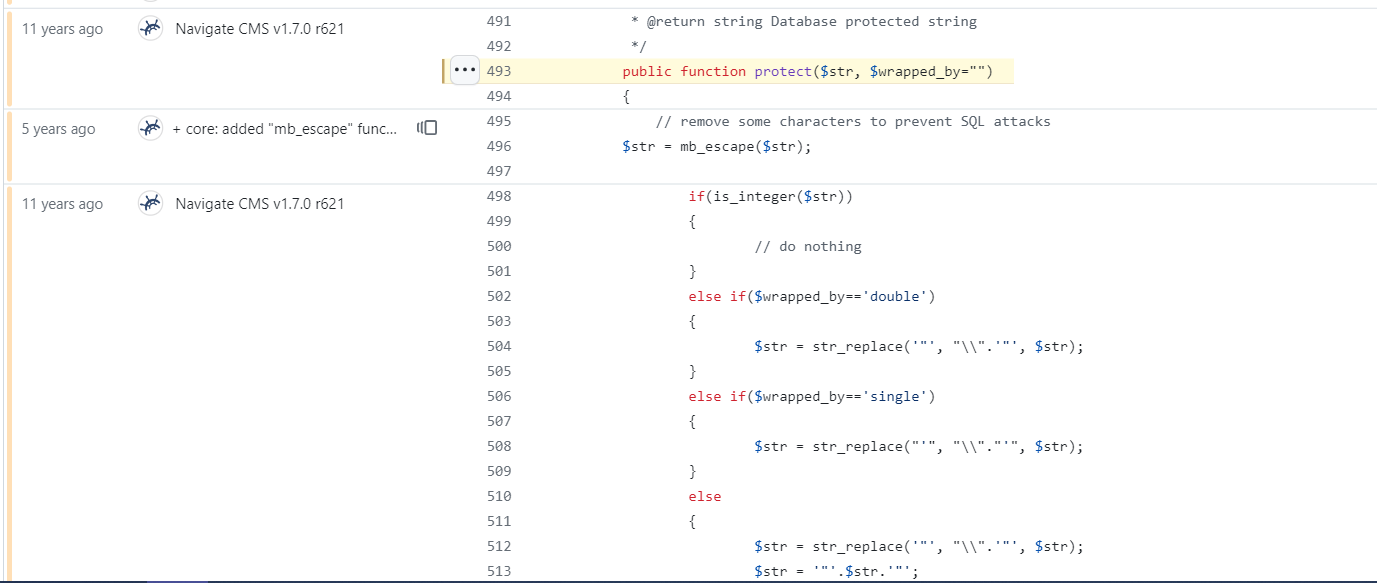 11 years ago Navigate CMS v1.7.0 r621 491 * @return string Database protected string
492 */
... 493 public function protect($str, $wrapped_by="")
494 {
5 years ago + core: added "mb_escape" func... 495 // remove some characters to prevent SQL attacks
496 $str = mb_escape($str);
497
11 years ago Navigate CMS v1.7.0 r621 498 if(is_integer($str))
499 {
500 // do nothing
501 }
502 else if($wrapped_by=='double')
503 {
504 $str = str_replace('"', "\\".'"', $str);
505 }
506 else if($wrapped_by=='single')
507 {
508 $str = str_replace("'", "\\"."'", $str);
509 }
510 else
511 {
512 $str = str_replace('"', "\\".'"', $str);
513 $str = '"'.$str.'"';